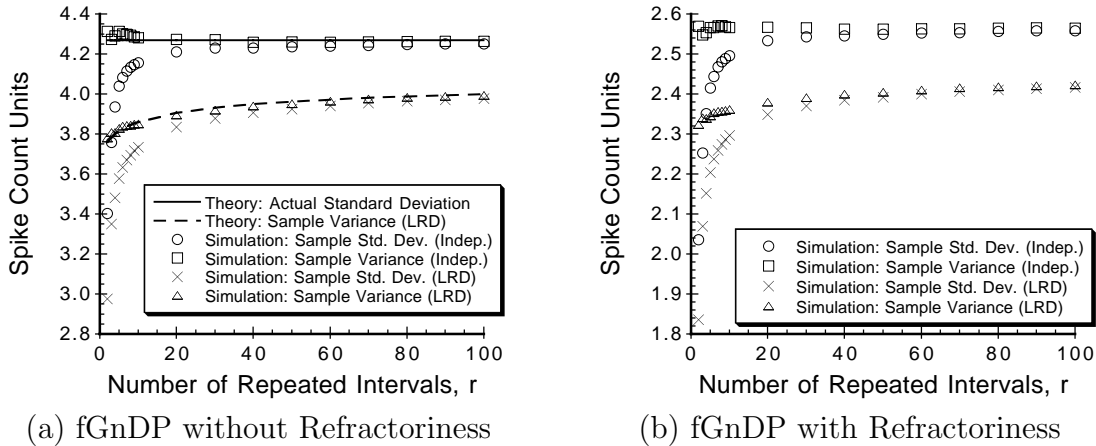 4.4
4.2
4.0
3.8
3.6
3.4
3.2
3.0
2.8
Spike Count Units
Theory: Actual Standard Deviation
Theory: Sample Variance (LRD)
Simulation: Sample Std. Dev. (Indep.)
Simulation: Sample Variance (Indep.)
Simulation: Sample Std. Dev. (LRD)
Simulation: Sample Variance (LRD)
0 20 40 60 80 100
Number of Repeated Intervals, r
(a) fGnDP without Refractoriness
2.6
2.5
2.4
2.3
2.2
2.1
2.0
1.9
1.8
Spike Count Units
Simulation: Sample Std. Dev. (Indep.)
Simulation: Sample Variance (Indep.)
Simulation: Sample Std. Dev. (LRD)
Simulation: Sample Variance (LRD)
0 20 40 60 80 100
Number of Repeated Intervals, r
(b) fGnDP with Refractoriness